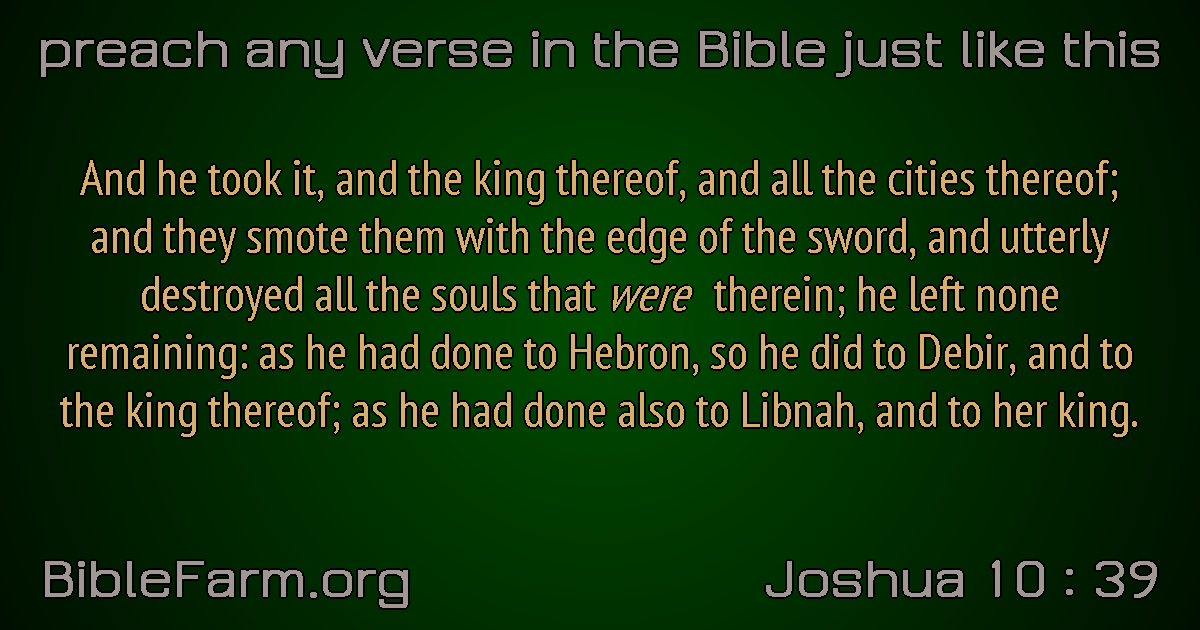 preach any verse in the Bible just like this
And he took it, and the king thereof, and all the cities thereof;
and they smote them with the edge of the sword, and utterly
destroyed all the souls that were therein; he left none
remaining: as he had done to Hebron, so he did to Debir, and to
the king thereof; as he had done also to Libnah, and to her king.
BibleFarm.org
Joshua 10 : 39